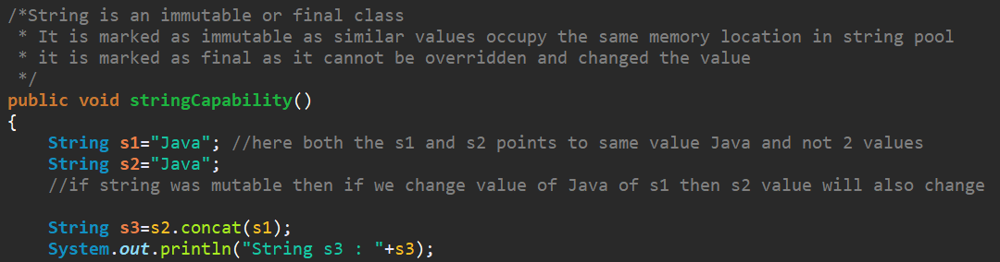 /*String is an immutable or final class
 * It is marked as immutable as similar values occupy the same memory location in string pool
 * it is marked as final as it cannot be overridden and changed the value
 */
public void stringCapability()
{
    String s1="Java"; //here both the s1 and s2 points to same value Java and not 2 values
    String s2="Java";
    //if string was mutable then if we change value of Java of s1 then s2 value will also change

    String s3=s2.concat(s1);
    System.out.println("String s3 : "+s3);